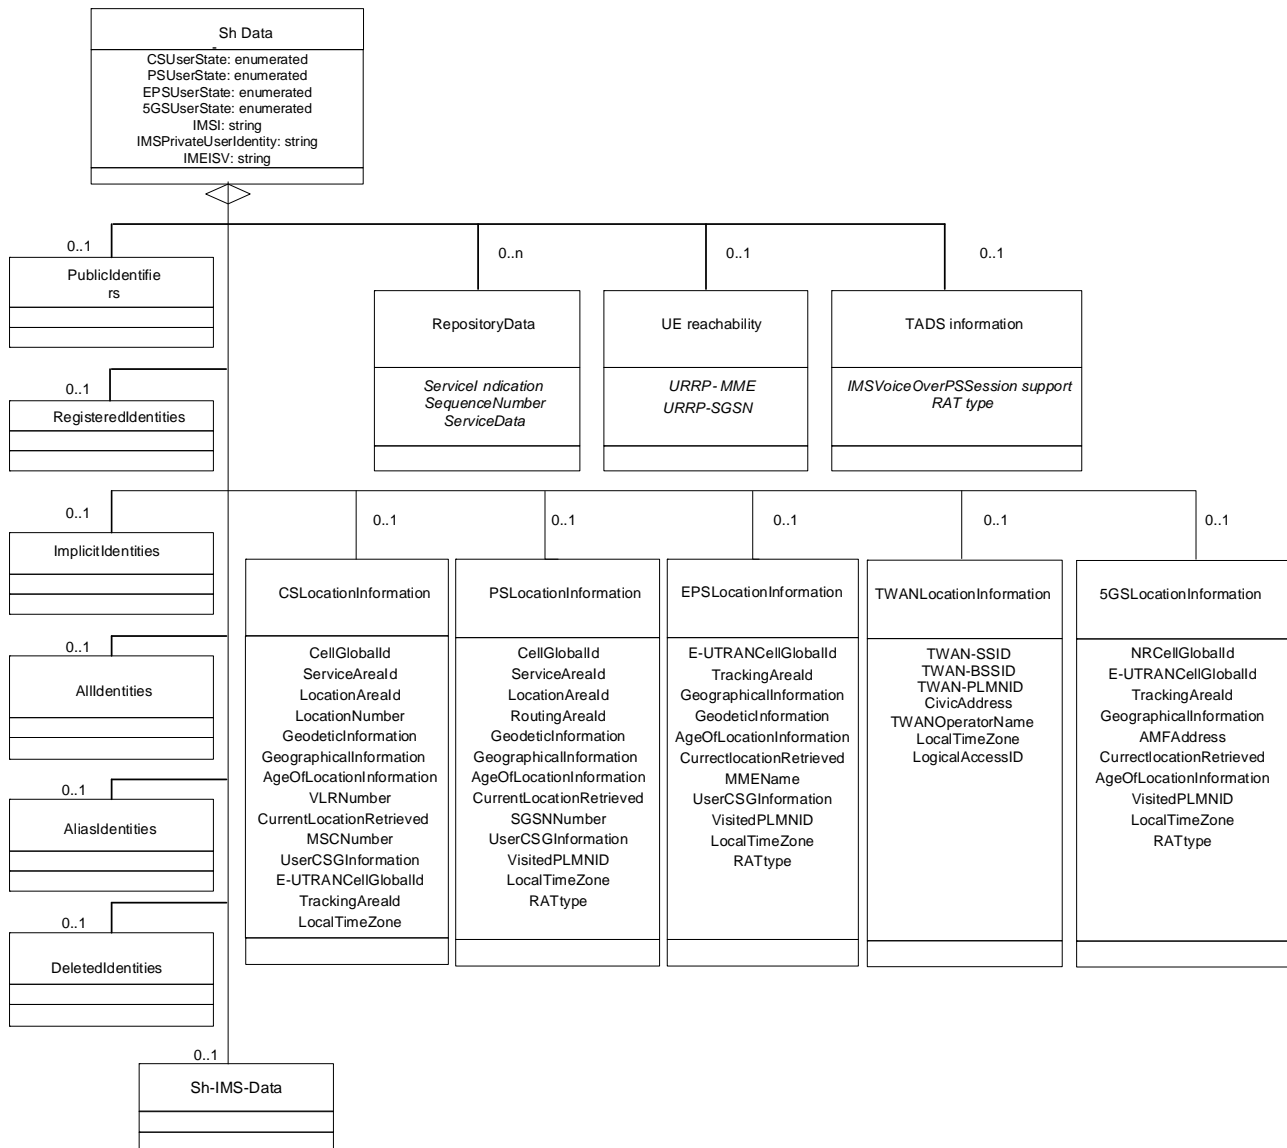 Sh Data
CSUserState: enumerated
PSUserState: enumerated
EPSUserState: enumerated
5GSUserState: enumerated
IMSI: string
IMSPrivateUserIdentity: string
IMEISV: string
0..1
PublicIdentifie
rs
0..n
RepositoryData
ServiceI ndication
SequenceNumber
ServiceData
0..1
UE reachability
URRP- MME
URRP-SGSN
0..1
TADS information
IMSVoiceOverPSSession support
RAT type
0..1
RegisteredIdentities
0..1
ImplicitIdentities
0..1
CSLocationInformation
CellGlobalId
ServiceAreaId
LocationAreaId
LocationNumber
GeodeticInformation
GeographicalInformation
AgeOfLocationInformation
VLRNumber
CurrentLocationRetrieved
MSCNumber
UserCSGInformation
E-UTRANCellGlobalId
TrackingAreaId
LocalTimeZone
0..1
PSLocationInformation
CellGlobalId
ServiceAreaId
LocationAreaId
RoutingAreaId
GeodeticInformation
GeographicalInformation
AgeOfLocationInformation
CurrentLocationRetrieved
SGSNNumber
UserCSGInformation
VisitedPLMNID
LocalTimeZone
RATtype
0..1
EPSLocationInformation
E-UTRANCellGlobalId
TrackingAreaId
GeographicalInformation
GeodeticInformation
AgeOfLocationInformation
CurrectlocationRetrieved
MMEName
UserCSGInformation
VisitedPLMNID
LocalTimeZone
RATtype
0..1
TWANLocationInformation
TWAN-SSID
TWAN-BSSID
TWAN-PLMNID
CivicAddress
TWANOperatorName
LocalTimeZone
LogicalAccessID
0..1
5GSLocationInformation
NRCellGlobalId
E-UTRANCellGlobalId
TrackingAreaId
GeographicalInformation
AMFAddress
CurrectlocationRetrieved
AgeOfLocationInformation
VisitedPLMNID
LocalTimeZone
RATtype
0..1
AllIdentities
0..1
AliasIdentities
0..1
DeletedIdentities
0..1
Sh-IMS-Data